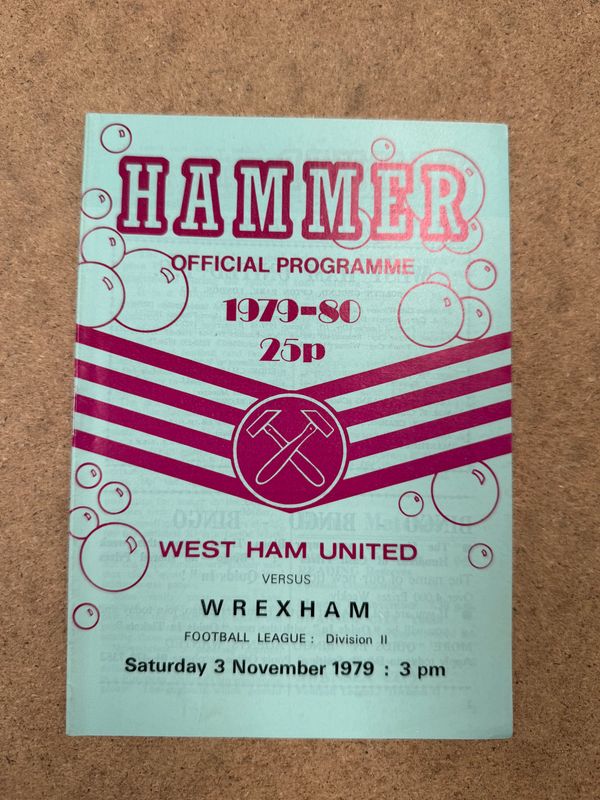 HAMMER
OFFICIAL PROGRAMME
1979-80
25p
WEST HAM UNITED
VERSUS
WREXHAM
FOOTBALL LEAGUE : Division II
Saturday 3 November 1979 : 3 pm